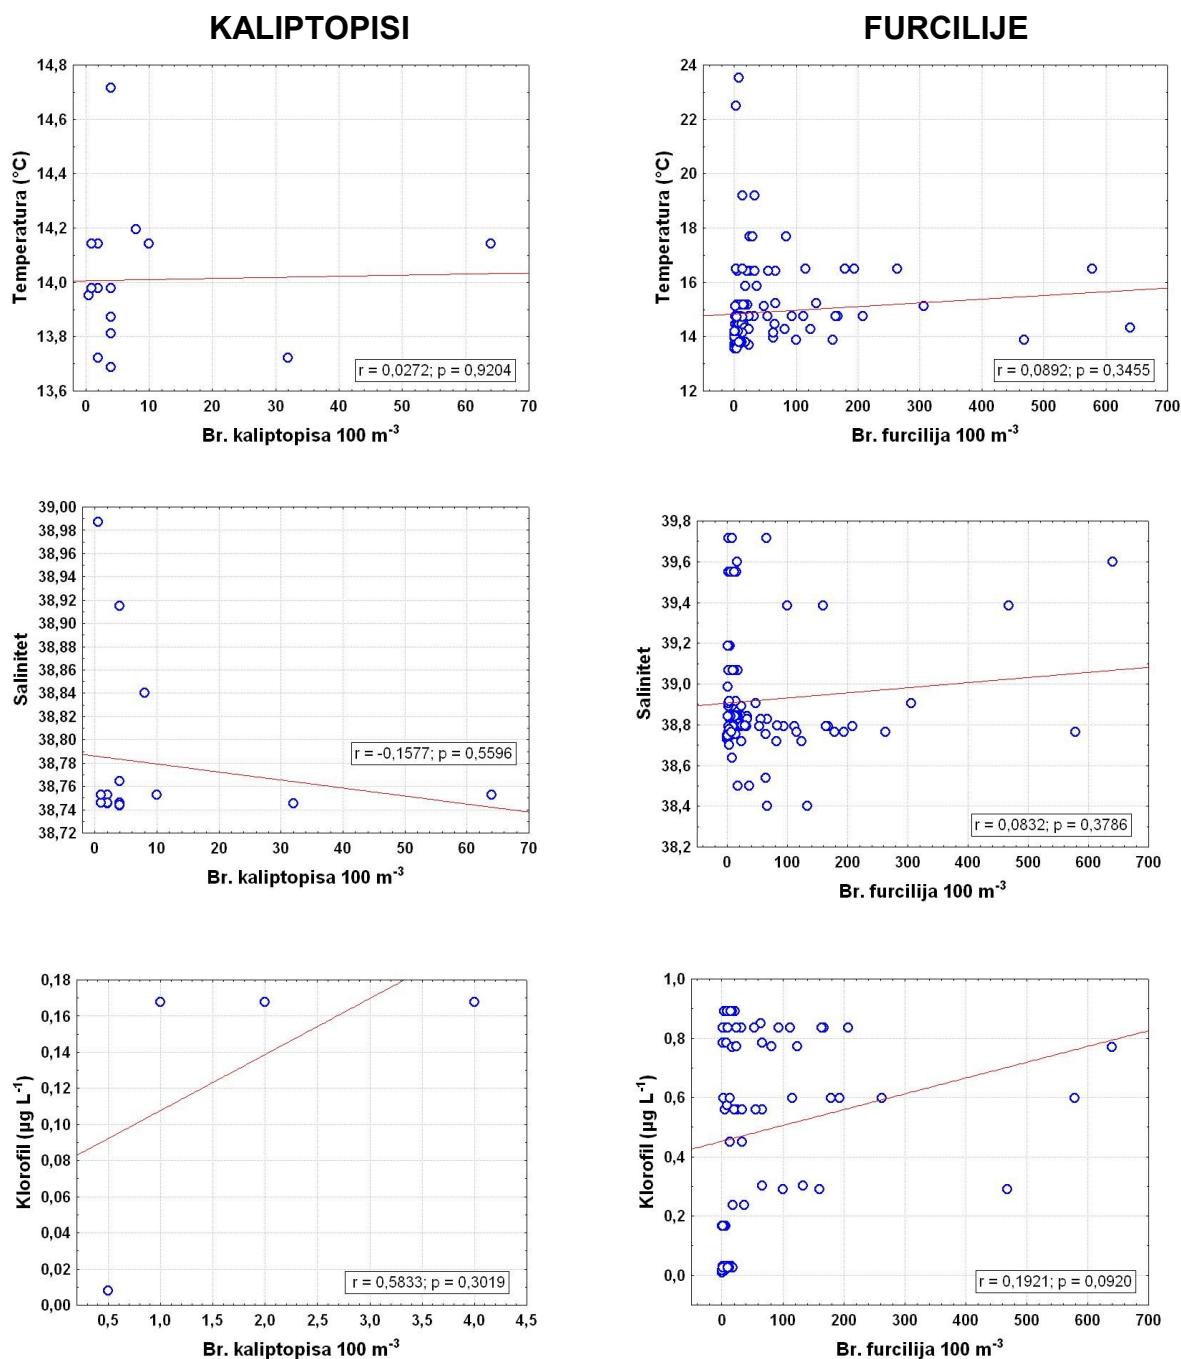 KALIPTOPISI
14,8
14,6
14,4
14,2
14,0
13,8
13,6
Temperatura (°C)
r = 0,0272; p = 0,9204
0 10 20 30 40 50 60 70
Br. kaliptopisa 100 m⁻³
FURCILIJE
24
22
20
18
16
14
12
Temperatura (°C)
r = 0,0892; p = 0,3455
0 100 200 300 400 500 600 700
Br. furcilija 100 m⁻³
39,00
38,98
38,96
38,94
38,92
38,90
38,88
38,86
38,84
38,82
38,80
38,78
38,76
38,74
38,72
Salinitet
r = -0,1577; p = 0,5596
0 10 20 30 40 50 60 70
Br. kaliptopisa 100 m⁻³
39,8
39,6
39,4
39,2
39,0
38,8
38,6
38,4
38,2
Salinitet
r = 0,0832; p = 0,3786
0 100 200 300 400 500 600 700
Br. furcilija 100 m⁻³
0,18
0,16
0,14
0,12
0,10
0,08
0,06
0,04
0,02
0,00
Klorofil (µg L⁻¹)
r = 0,5833; p = 0,3019
0,5 1,0 1,5 2,0 2,5 3,0 3,5 4,0 4,5
Br. kaliptopisa 100 m⁻³
1,0
0,8
0,6
0,4
0,2
0,0
Klorofil (µg L⁻¹)
r = 0,1921; p = 0,0920
0 100 200 300 400 500 600 700
Br. furcilija 100 m⁻³